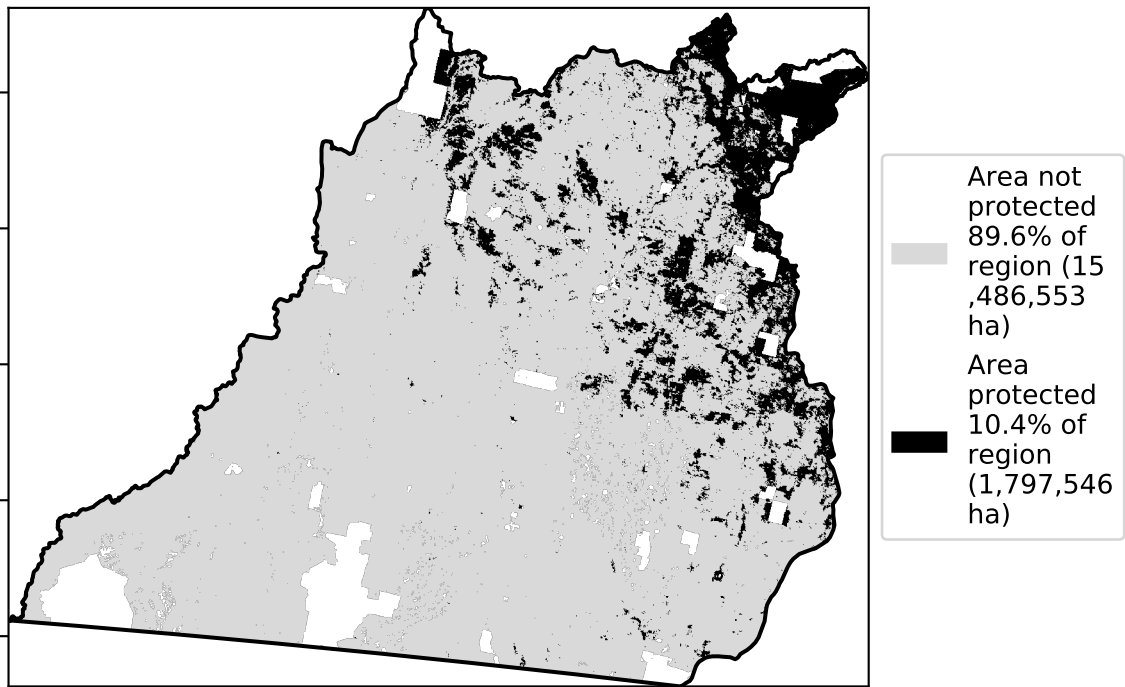 Area not
protected
89.6% of
region (15
,486,553
ha)
Area
protected
10.4% of
region
(1,797,546
ha)